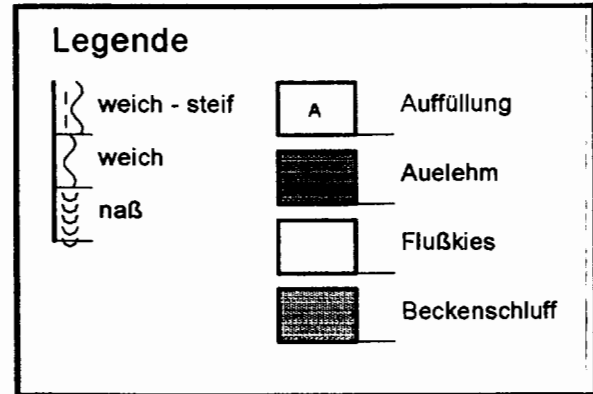 Legende
weich - steif
weich
naß
A
Auffüllung
Auelehm
Flußkies
Beckenschluff